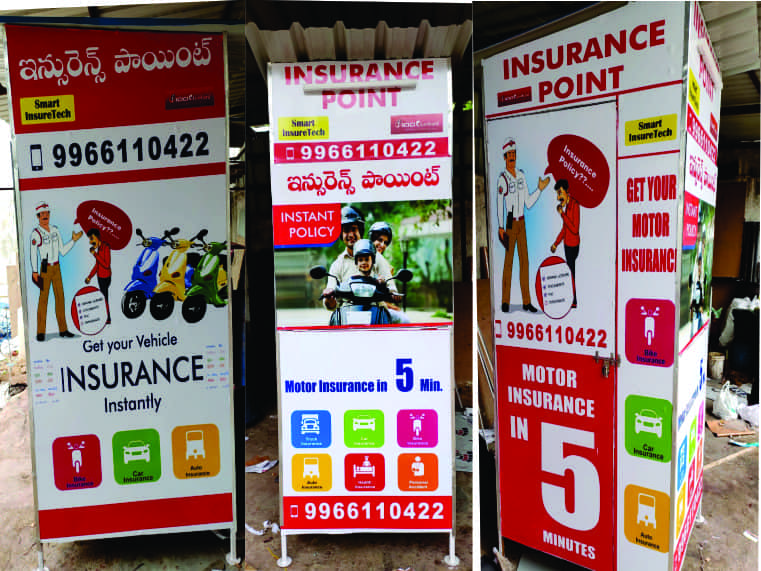 ఇన్సురెన్స్ పాయింట్
Smart
InsureTech
9966110422
Insurance
Policy??....
Get your Vehicle
INSURANCE
Instantly
Bike
Insurance
Car
Insurance
Auto
Insurance
INSURANCE
POINT
Smart
InsureTech
9966110422
ఇన్సురెన్స్ పాయింట్
INSTANT
POLICY
Motor Insurance in 5 Min.
Truck
Insurance
Car
Insurance
Bike
Insurance
Auto
Insurance
Health
Insurance
Personal
Accident
9966110422
INSURANCE
POINT
Smart
InsureTech
Insurance
Policy??....
9966110422
MOTOR
INSURANCE
IN 5
MINUTES
GET YOUR
MOTOR
INSURANCE
Bike
Insurance
Car
Insurance
Auto
Insurance
INSTANT
POLICY